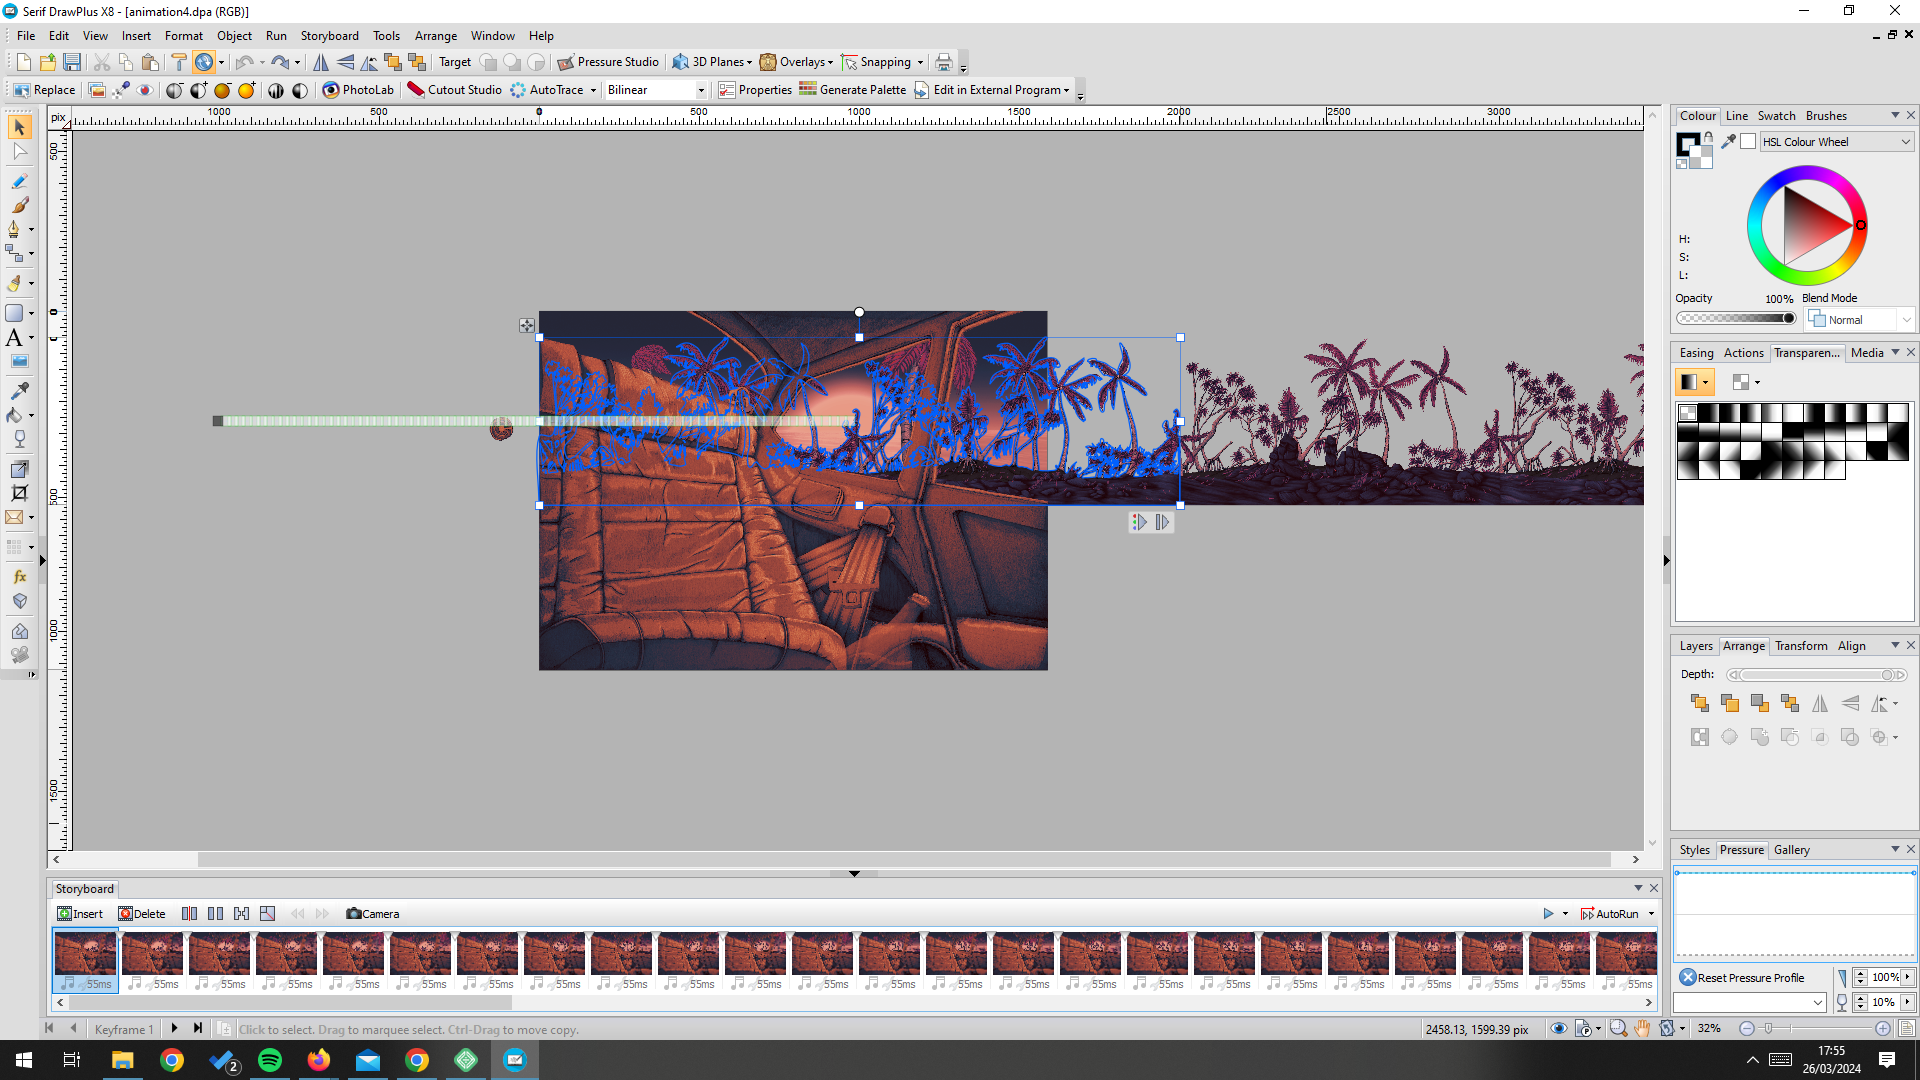 Serif DrawPlus X8 - [animation4.dpa (RGB)]
File Edit View Insert Format Object Run Storyboard Tools Arrange Window Help
Target Pressure Studio 3D Planes Overlays Snapping
Replace PhotoLab Cutout Studio AutoTrace Bilinear Properties Generate Palette Edit in External Program
pix 1000 500 0 500 1000 1500 2000 2500 3000
500
0
500
1000
1500
Colour Line Swatch Brushes
HSL Colour Wheel
H:
S:
L:
Opacity 100% Blend Mode
Normal
Easing Actions Transparen... Media
Layers Arrange Transform Align
Depth:
Styles Pressure Gallery
Reset Pressure Profile 100%
10%
Storyboard
Insert Delete Camera AutoRun
55ms 55ms 55ms 55ms 55ms 55ms 55ms 55ms 55ms 55ms 55ms 55ms 55ms 55ms 55ms 55ms 55ms 55ms 55ms 55ms 55ms 55ms 55ms 55ms
Keyframe 1 Click to select. Drag to marquee select. Ctrl-Drag to move copy. 2458.13, 1599.39 pix 32%
2
17:55
26/03/2024